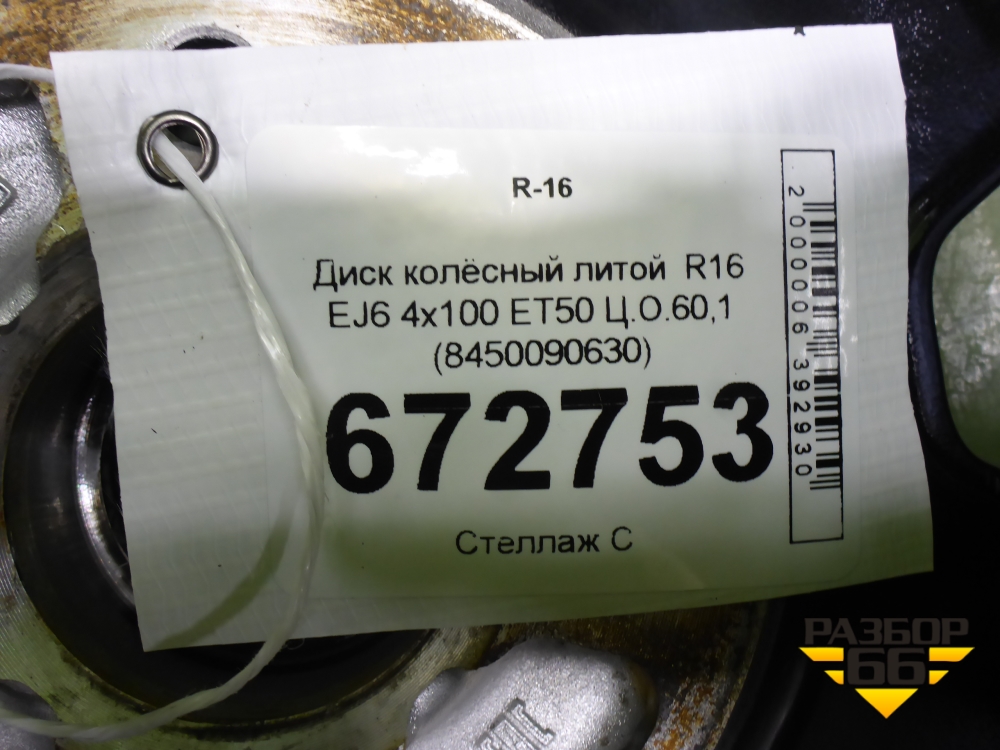 R-16
Диск колёсный литой R16
EJ6 4x100 ET50 Ц.О.60,1
(8450090630)
672753
Стеллаж С
2000006392930
РАЗБОР
66